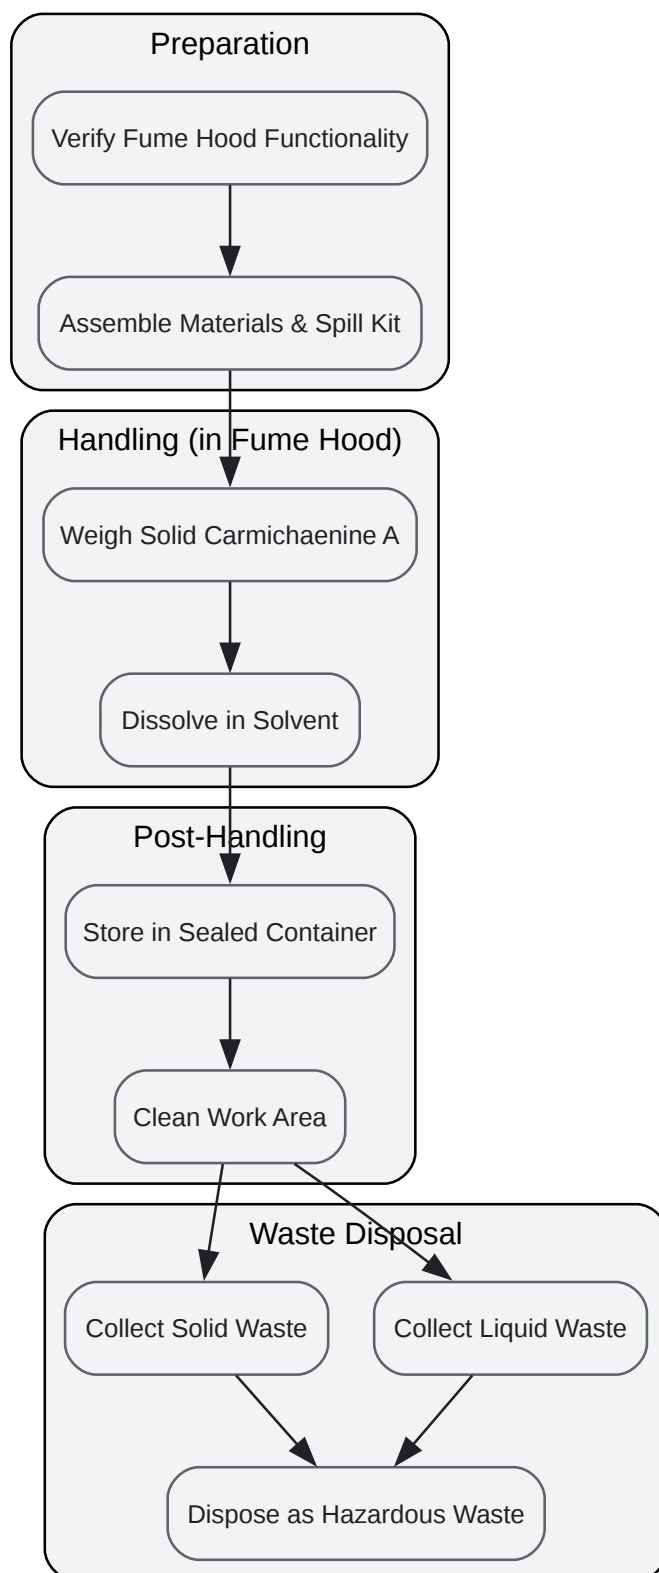 Preparation
Verify Fume Hood Functionality
Assemble Materials & Spill Kit
Handling (in Fume Hood)
Weigh Solid Carmichaenine A
Dissolve in Solvent
Post-Handling
Store in Sealed Container
Clean Work Area
Waste Disposal
Collect Solid Waste
Collect Liquid Waste
Dispose as Hazardous Waste